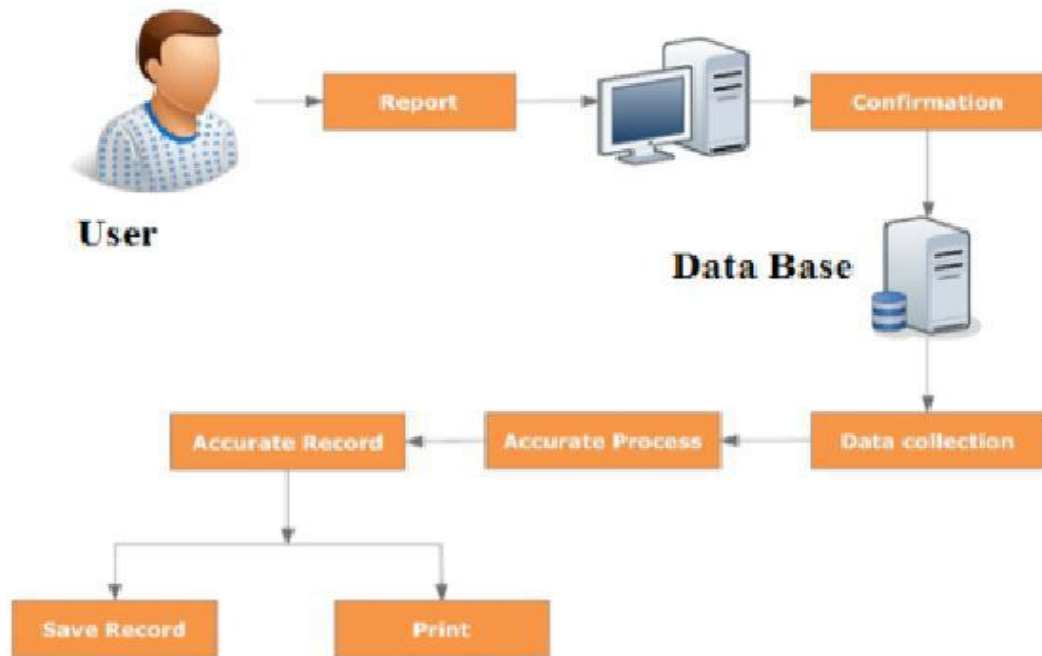 Report
Confirmation
User
Data Base
Accurate Record
Accurate Process
Data collection
Save Record
Print